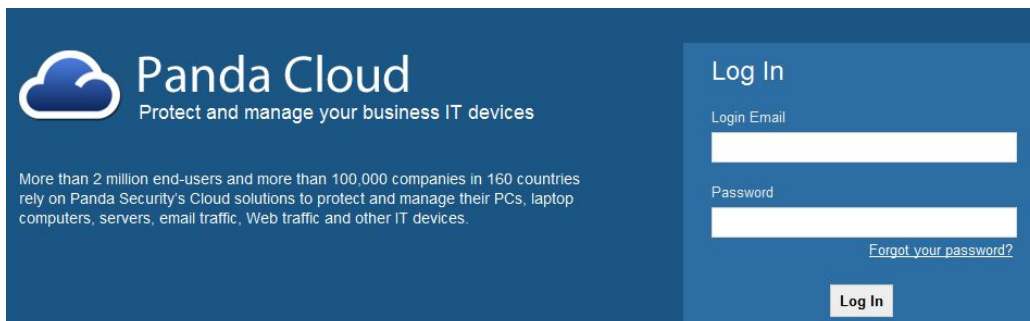 Panda Cloud
Protect and manage your business IT devices
More than 2 million end-users and more than 100,000 companies in 160 countries
rely on Panda Security's Cloud solutions to protect and manage their PCs, laptop
computers, servers, email traffic, Web traffic and other IT devices.
Log In
Login Email
Password
Forgot your password?
Log In